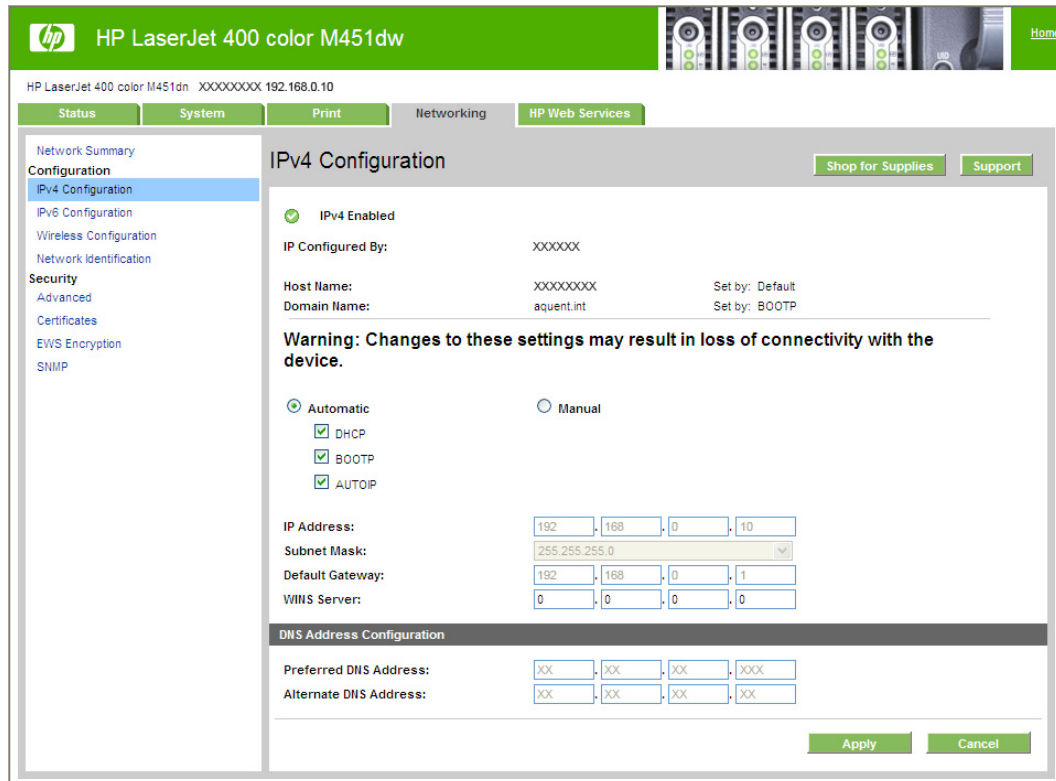 hp HP LaserJet 400 color M451dw
Home
HP LaserJet 400 color M451dn XXXXXXXX 192.168.0.10
Status System Print Networking HP Web Services
Network Summary
Configuration
IPv4 Configuration
IPv6 Configuration
Wireless Configuration
Network Identification
Security
Advanced
Certificates
EWS Encryption
SNMP
IPv4 Configuration
Shop for Supplies Support
IPv4 Enabled
IP Configured By: XXXXXX
Host Name: XXXXXXXX Set by: Default
Domain Name: aquent.int Set by: BOOTP
Warning: Changes to these settings may result in loss of connectivity with the
device.
Automatic Manual
DHCP
BOOTP
AUTOIP
IP Address: 192 . 168 . 0 . 10
Subnet Mask: 255.255.255.0
Default Gateway: 192 . 168 . 0 . 1
WINS Server: 0 . 0 . 0 . 0
DNS Address Configuration
Preferred DNS Address: XX . XX . XX . XXX
Alternate DNS Address: XX . XX . XX . XX
Apply Cancel